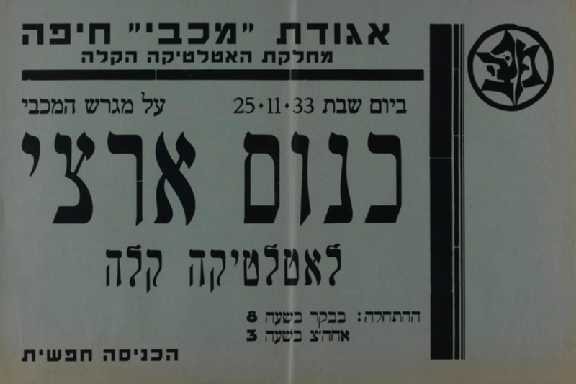 אגודת "מכבי" חיפה
מחלקת האטלטיקה הקלה
ביום שבת 25·11·33 על מגרש המכבי
כנוס ארצי
לאטלטיקה קלה
ההתחלה: בבקר בשעה 8
אחה״צ בשעה 3
הכניסה חפשית